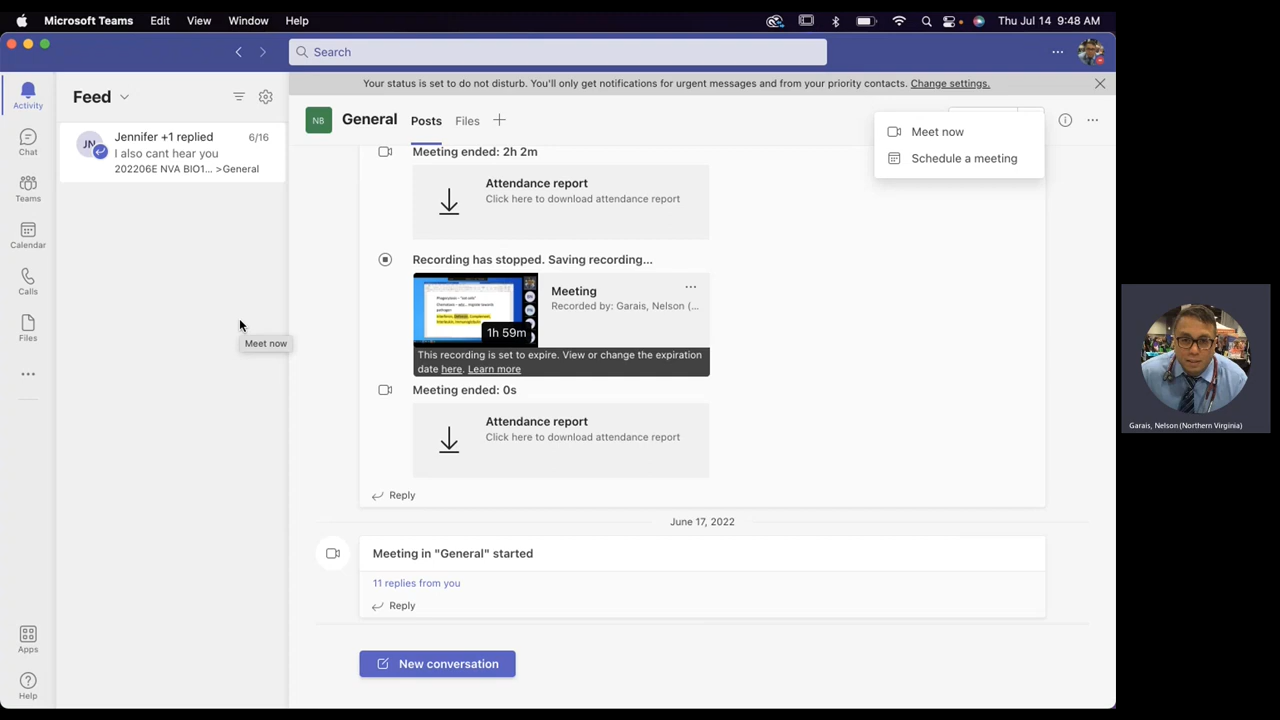 Microsoft Teams Edit View Window Help Thu Jul 14 9:48 AM
Search
Your status is set to do not disturb. You'll only get notifications for urgent messages and from your priority contacts. Change settings.
Activity
Chat
Teams
Calendar
Calls
Files
Apps
Help
Feed
JN
Jennifer +1 replied 6/16
I also cant hear you
202206E NVA BIO1... >General
Meet now
NB
General Posts Files
Meet now
Schedule a meeting
Meeting ended: 2h 2m
Attendance report
Click here to download attendance report
Recording has stopped. Saving recording...
Meeting
Recorded by: Garais, Nelson (...
1h 59m
This recording is set to expire. View or change the expiration
date here. Learn more
Meeting ended: 0s
Attendance report
Click here to download attendance report
Reply
June 17, 2022
Meeting in "General" started
11 replies from you
Reply
New conversation
Garais, Nelson (Northern Virginia)